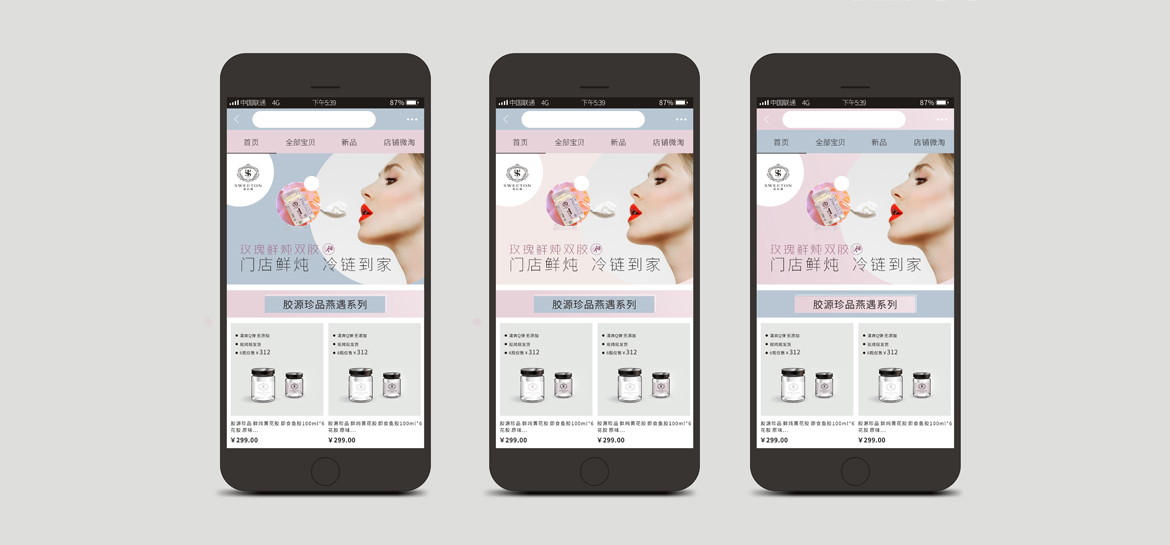 中国联通 4G 下午5:39 87%
首页 全部宝贝 新品 店铺微淘
SWEETON
玫瑰鲜炖双胶
门店鲜炖 冷链到家
胶源珍品燕遇系列
清爽Q弹 无添加
现炖现发货
6瓶仅售¥312
清爽Q弹 无添加
现炖现发货
6瓶仅售¥312
胶源珍品 鲜炖黄花胶 即食鱼胶100ml*6
花胶 原味...
¥299.00
胶源珍品 鲜炖黄花胶 即食鱼胶100ml*6
花胶 原味...
¥299.00
中国联通 4G 下午5:39 87%
首页 全部宝贝 新品 店铺微淘
SWEETON
玫瑰鲜炖双胶
门店鲜炖 冷链到家
胶源珍品燕遇系列
清爽Q弹 无添加
现炖现发货
6瓶仅售¥312
清爽Q弹 无添加
现炖现发货
6瓶仅售¥312
胶源珍品 鲜炖黄花胶 即食鱼胶100ml*6
花胶 原味...
¥299.00
胶源珍品 鲜炖黄花胶 即食鱼胶100ml*6
花胶 原味...
¥299.00
中国联通 4G 下午5:39 87%
首页 全部宝贝 新品 店铺微淘
SWEETON
玫瑰鲜炖双胶
门店鲜炖 冷链到家
胶源珍品燕遇系列
清爽Q弹 无添加
现炖现发货
6瓶仅售¥312
清爽Q弹 无添加
现炖现发货
6瓶仅售¥312
胶源珍品 鲜炖黄花胶 即食鱼胶100ml*6
花胶 原味...
¥299.00
胶源珍品 鲜炖黄花胶 即食鱼胶100ml*6
花胶 原味...
¥299.00